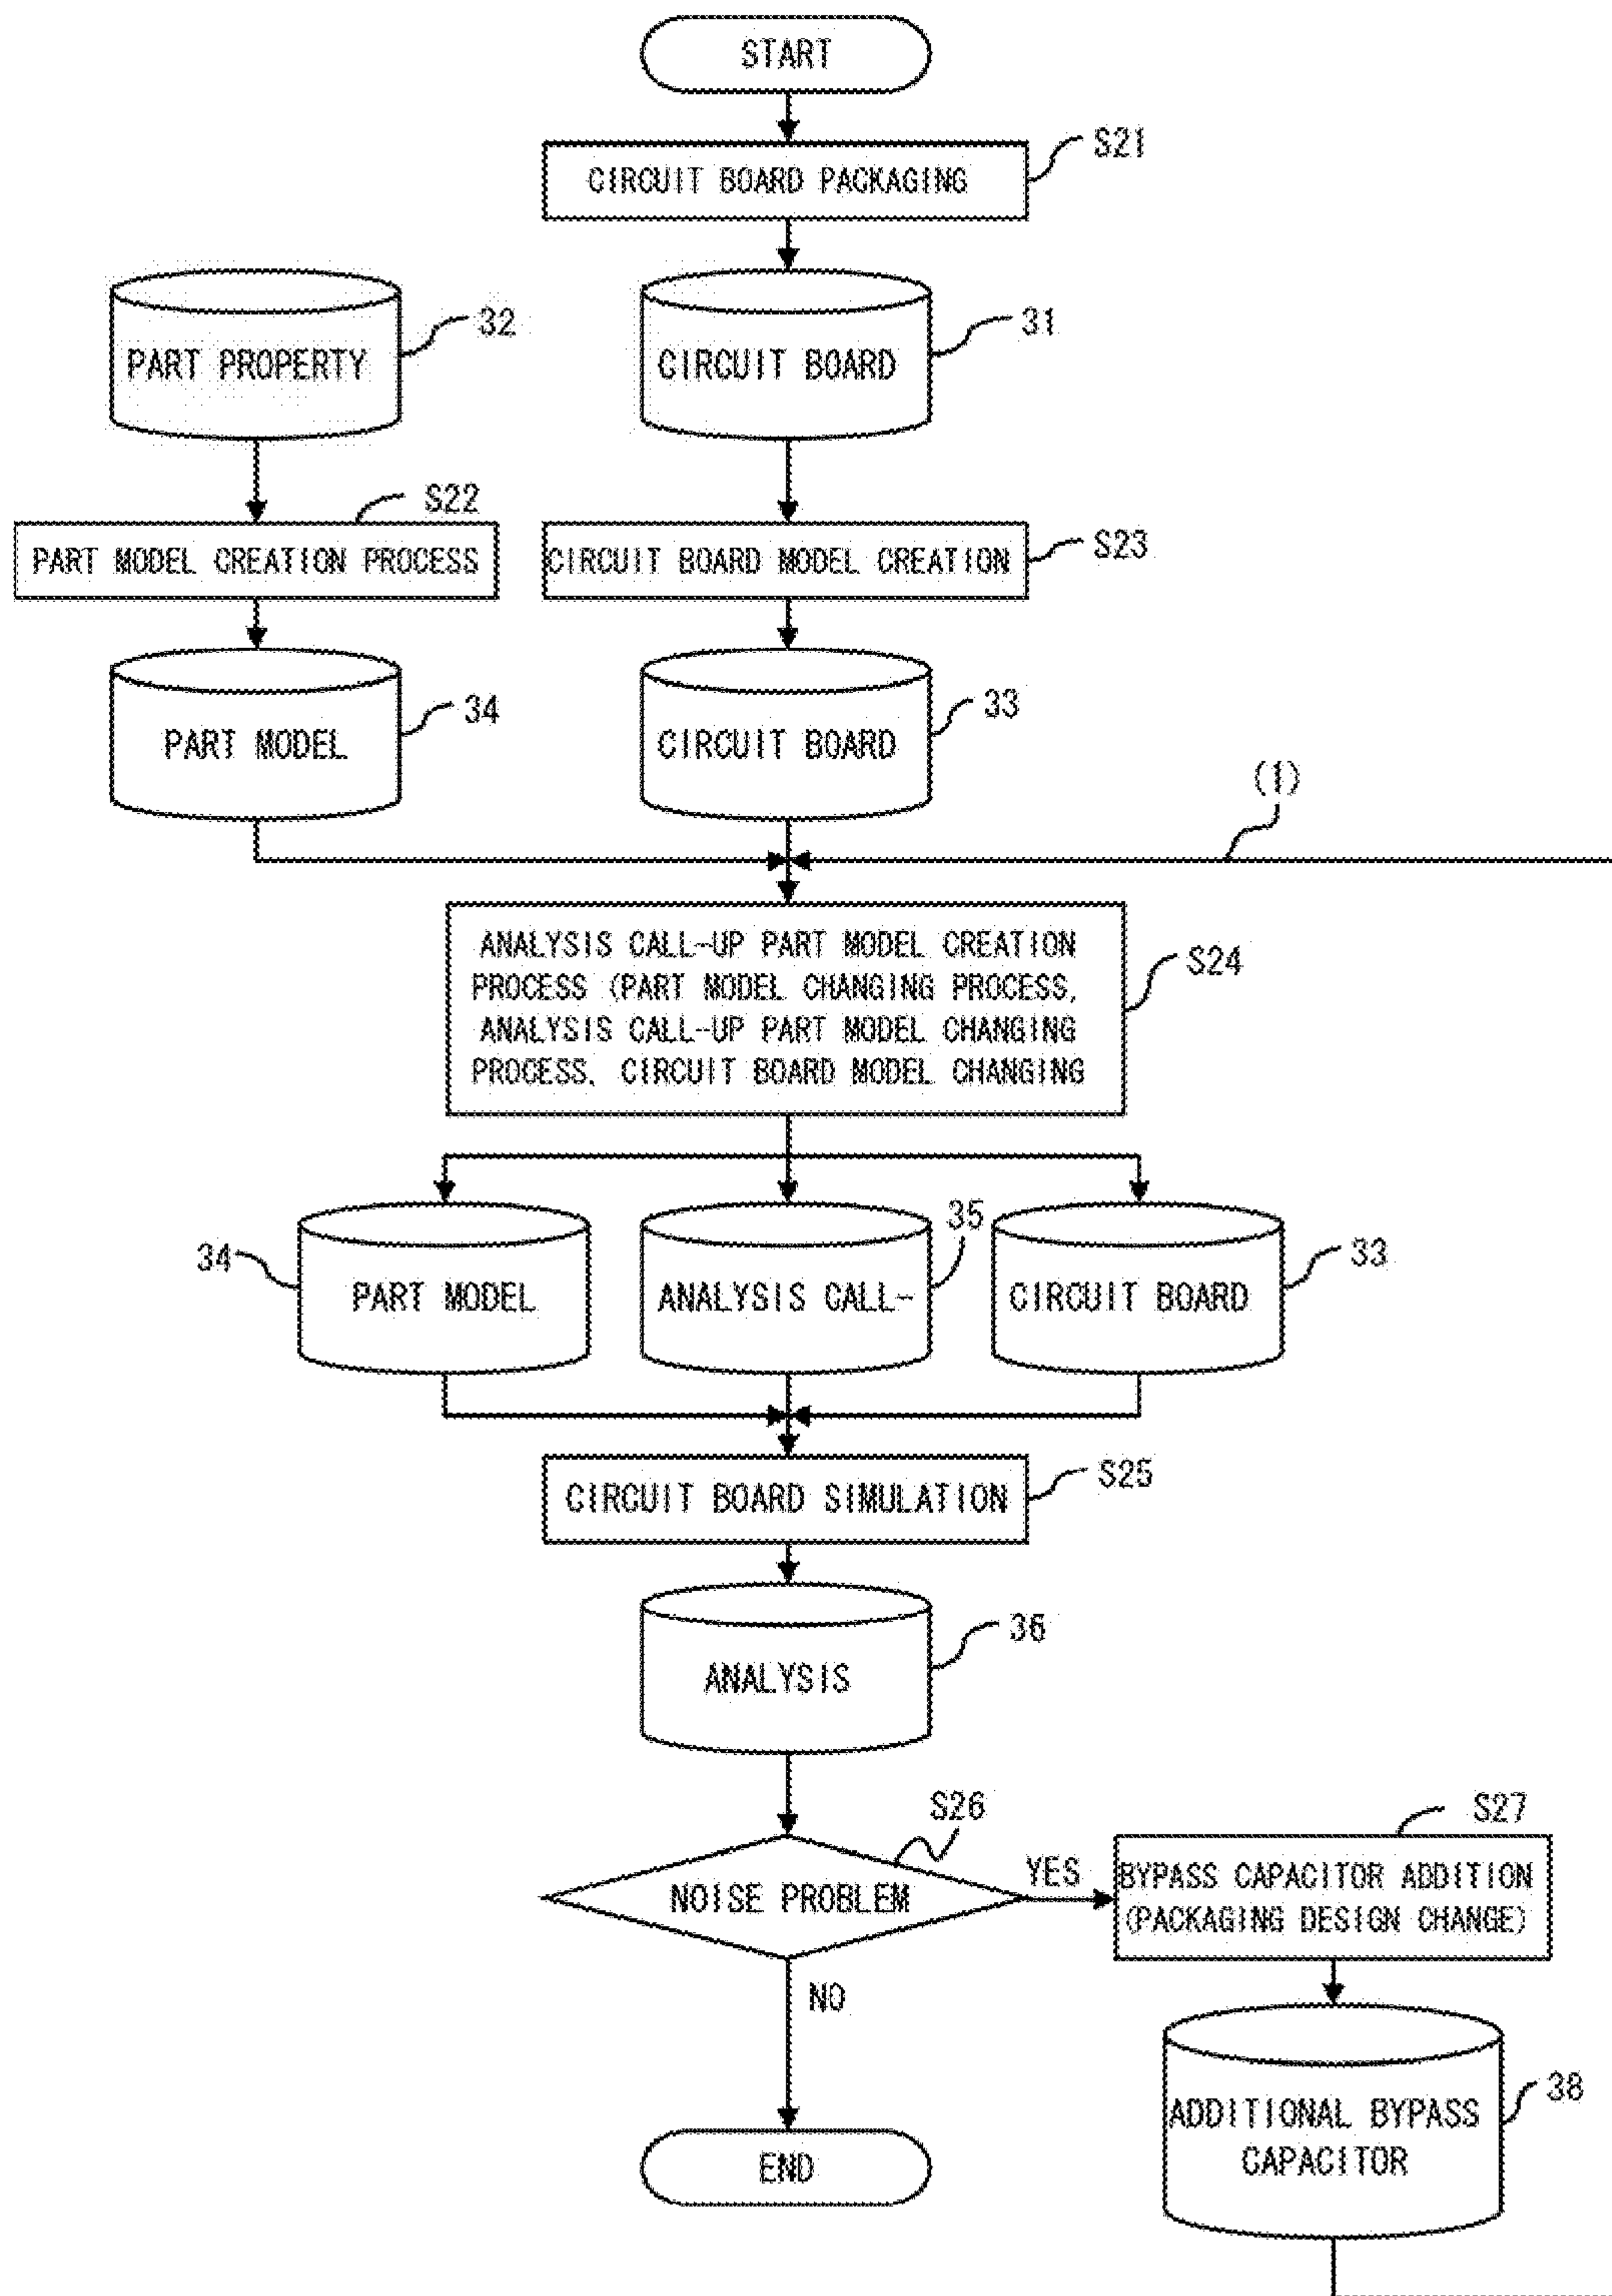 START
S21
CIRCUIT BOARD PACKAGING
32
31
PART PROPERTY
CIRCUIT BOARD
S22
S23
PART MODEL CREATION PROCESS
CIRCUIT BOARD MODEL CREATION
34
33
PART MODEL
CIRCUIT BOARD
(1)
ANALYSIS CALL-UP PART MODEL CREATION
PROCESS (PART MODEL CHANGING PROCESS,
ANALYSIS CALL-UP PART MODEL CHANGING
PROCESS, CIRCUIT BOARD MODEL CHANGING
S24
34
35
33
PART MODEL
ANALYSIS CALL-
CIRCUIT BOARD
S25
CIRCUIT BOARD SIMULATION
36
ANALYSIS
S26
S27
NOISE PROBLEM
YES
BYPASS CAPACITOR ADDITION
(PACKAGING DESIGN CHANGE)
NO
38
ADDITIONAL BYPASS
CAPACITOR
END